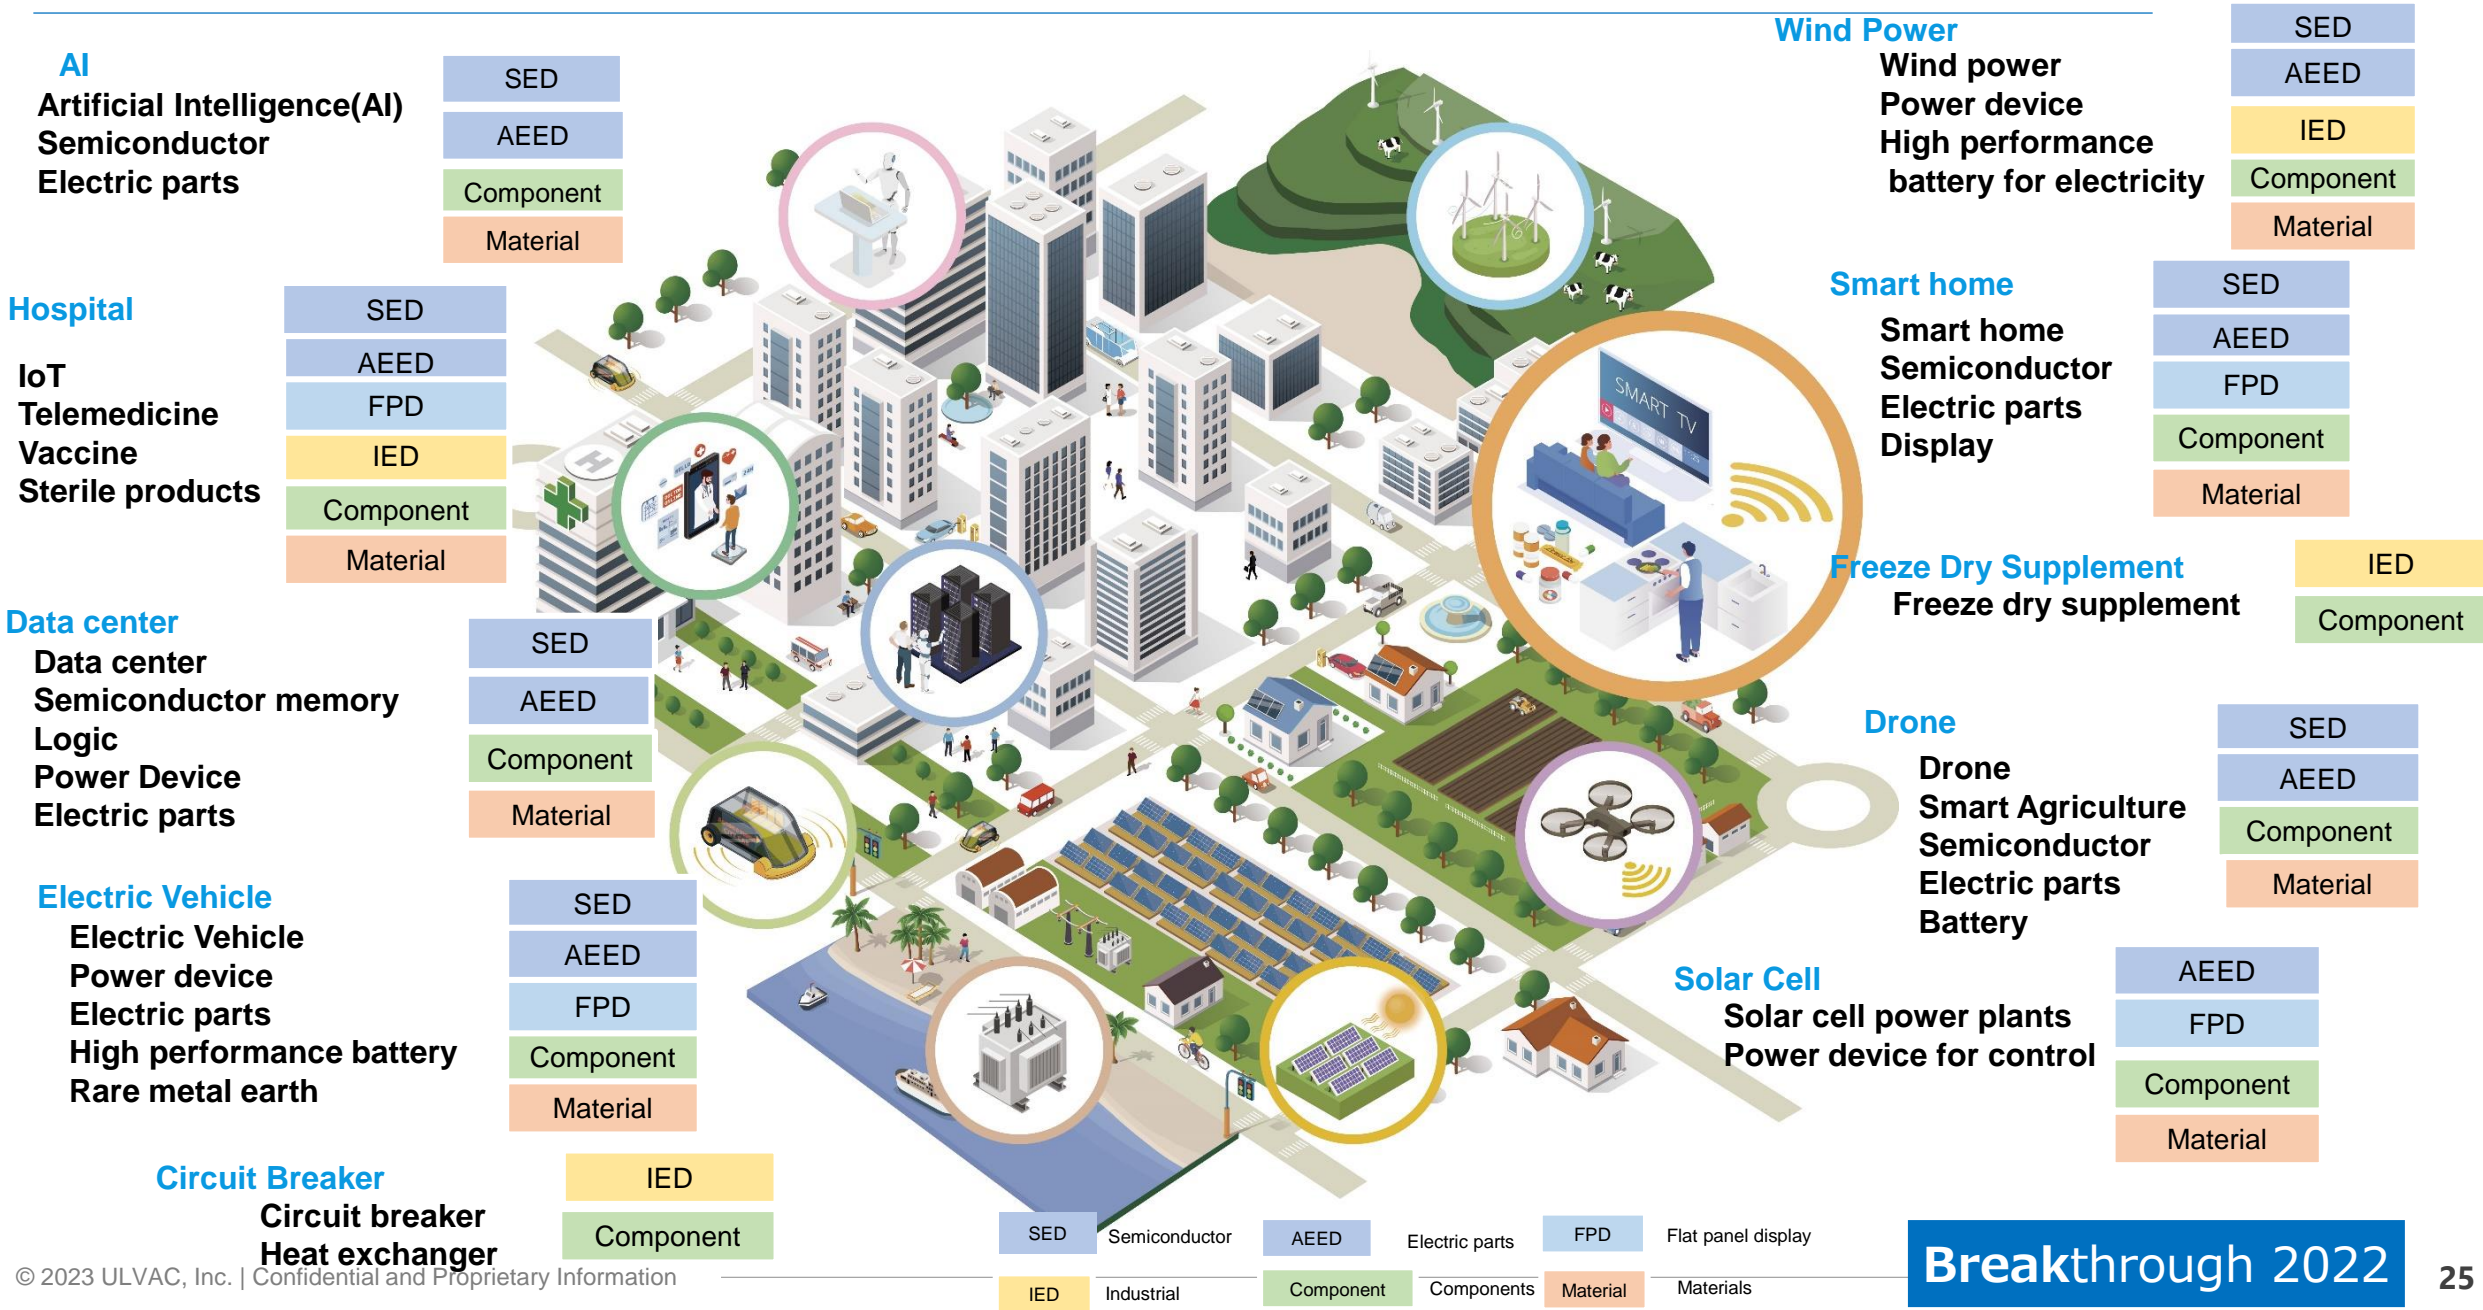 AI
Artificial Intelligence(AI)
Semiconductor
Electric parts
SED
AEED
Component
Material
Hospital
IoT
Telemedicine
Vaccine
Sterile products
SED
AEED
FPD
IED
Component
Material
Data center
Data center
Semiconductor memory
Logic
Power Device
Electric parts
SED
AEED
Component
Material
Electric Vehicle
Electric Vehicle
Power device
Electric parts
High performance battery
Rare metal earth
SED
AEED
FPD
Component
Material
Circuit Breaker
Circuit breaker
Heat exchanger
IED
Component
H
SMART TV
Wind Power
Wind power
Power device
High performance
battery for electricity
SED
AEED
IED
Component
Material
Smart home
Smart home
Semiconductor
Electric parts
Display
SED
AEED
FPD
Component
Material
Freeze Dry Supplement
Freeze dry supplement
IED
Component
Drone
Drone
Smart Agriculture
Semiconductor
Electric parts
Battery
SED
AEED
Component
Material
Solar Cell
Solar cell power plants
Power device for control
AEED
FPD
Component
Material
SED Semiconductor AEED Electric parts FPD Flat panel display
IED Industrial Component Components Material Materials
© 2023 ULVAC, Inc. | Confidential and Proprietary Information
Breakthrough 2022
25